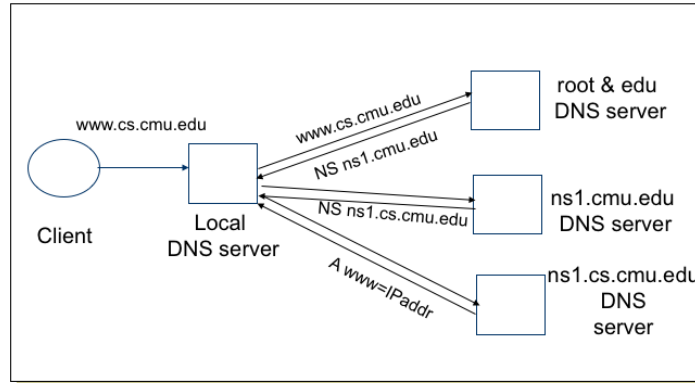 www.cs.cmu.edu
Client
Local
DNS server
www.cs.cmu.edu
NS ns1.cmu.edu
NS ns1.cs.cmu.edu
A www=IPaddr
root & edu
DNS server
ns1.cmu.edu
DNS server
ns1.cs.cmu.edu
DNS
server